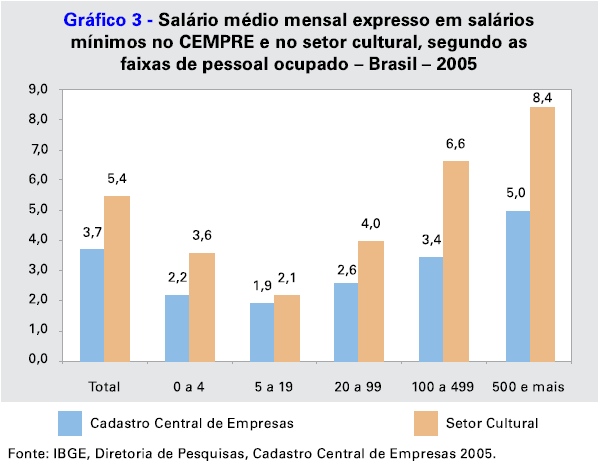 Gráfico 3 - Salário médio mensal expresso em salários
mínimos no CEMPRE e no setor cultural, segundo as
faixas de pessoal ocupado – Brasil – 2005
9,0
8,0
7,0
6,0
5,0
4,0
3,0
2,0
1,0
0,0
3,7
5,4
2,2
3,6
1,9
2,1
2,6
4,0
3,4
6,6
5,0
8,4
Total
0 a 4
5 a 19
20 a 99
100 a 499
500 e mais
Cadastro Central de Empresas
Setor Cultural
Fonte: IBGE, Diretoria de Pesquisas, Cadastro Central de Empresas 2005.